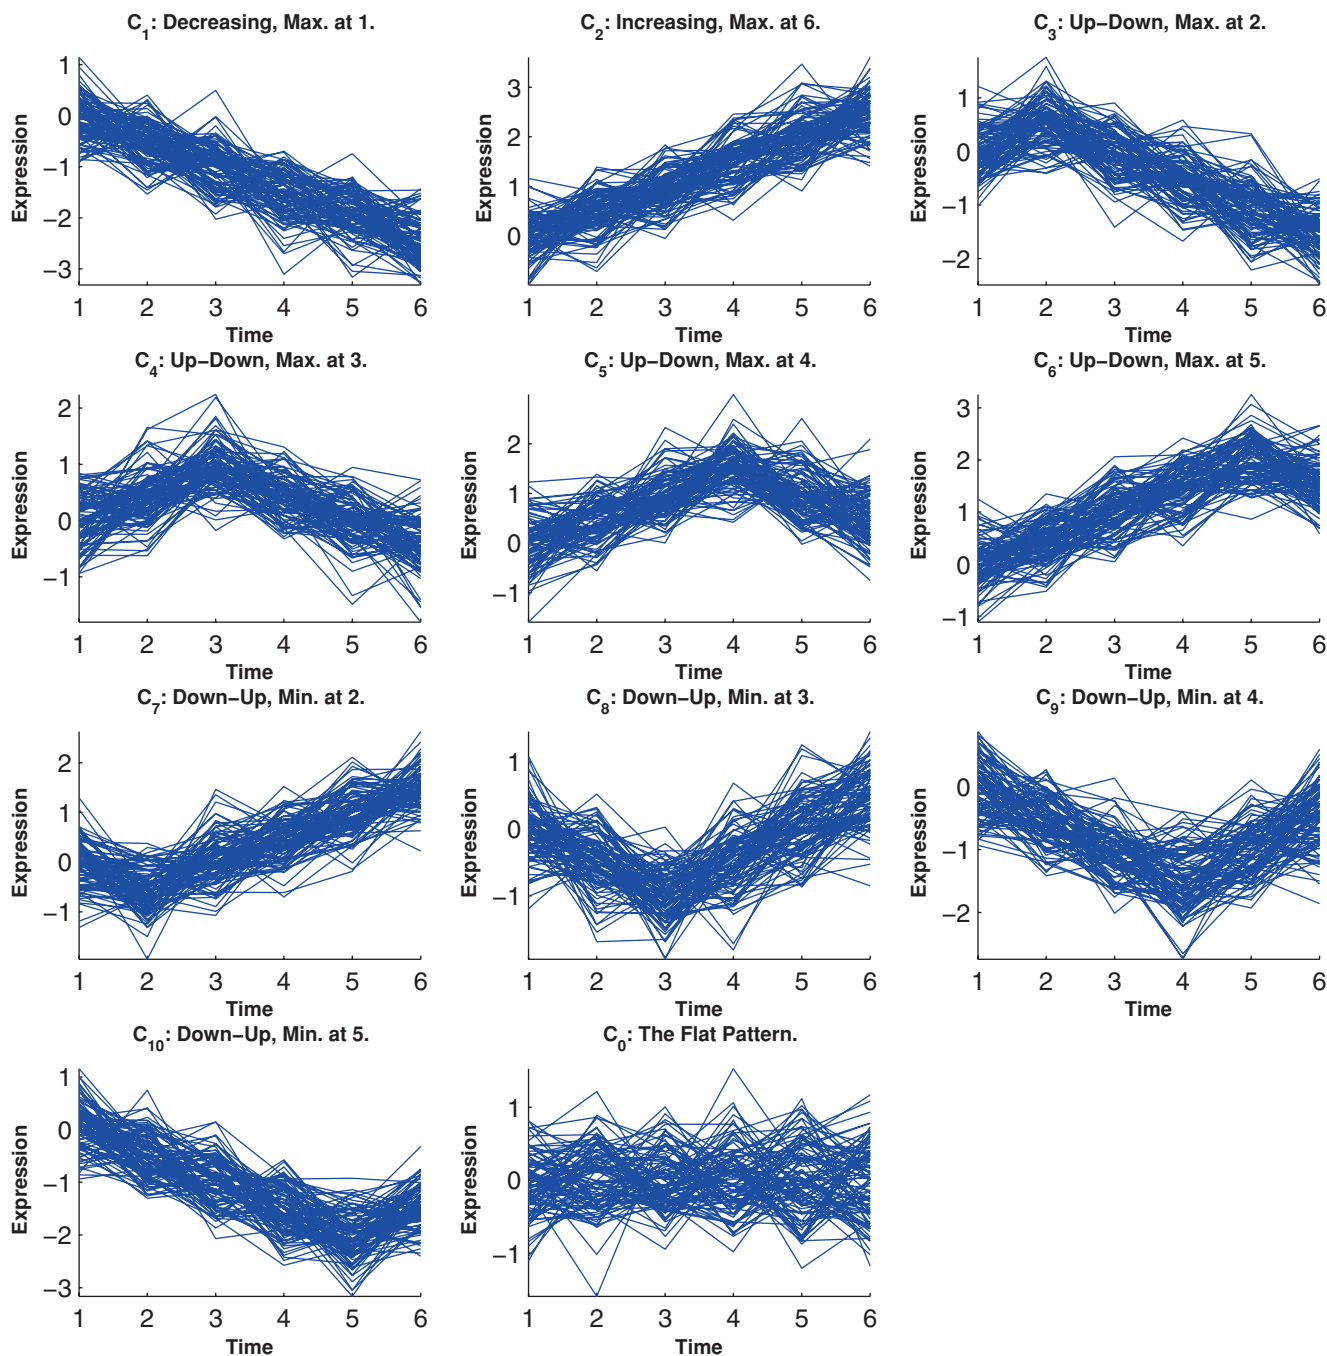 C1: Decreasing, Max. at 1.
C2: Increasing, Max. at 6.
C3: Up−Down, Max. at 2.
Expression
1
0
−1
−2
−3
1 2 3 4 5 6
Time
Expression
3
2
1
0
1 2 3 4 5 6
Time
Expression
1
0
−1
−2
1 2 3 4 5 6
Time
C4: Up−Down, Max. at 3.
C5: Up−Down, Max. at 4.
C6: Up−Down, Max. at 5.
Expression
2
1
0
−1
1 2 3 4 5 6
Time
Expression
2
1
0
−1
1 2 3 4 5 6
Time
Expression
3
2
1
0
−1
1 2 3 4 5 6
Time
C7: Down−Up, Min. at 2.
C8: Down−Up, Min. at 3.
C9: Down−Up, Min. at 4.
Expression
2
1
0
−1
1 2 3 4 5 6
Time
Expression
1
0
−1
1 2 3 4 5 6
Time
Expression
0
−1
−2
1 2 3 4 5 6
Time
C10: Down−Up, Min. at 5.
C0: The Flat Pattern.
Expression
1
0
−1
−2
−3
1 2 3 4 5 6
Time
Expression
1
0
−1
1 2 3 4 5 6
Time